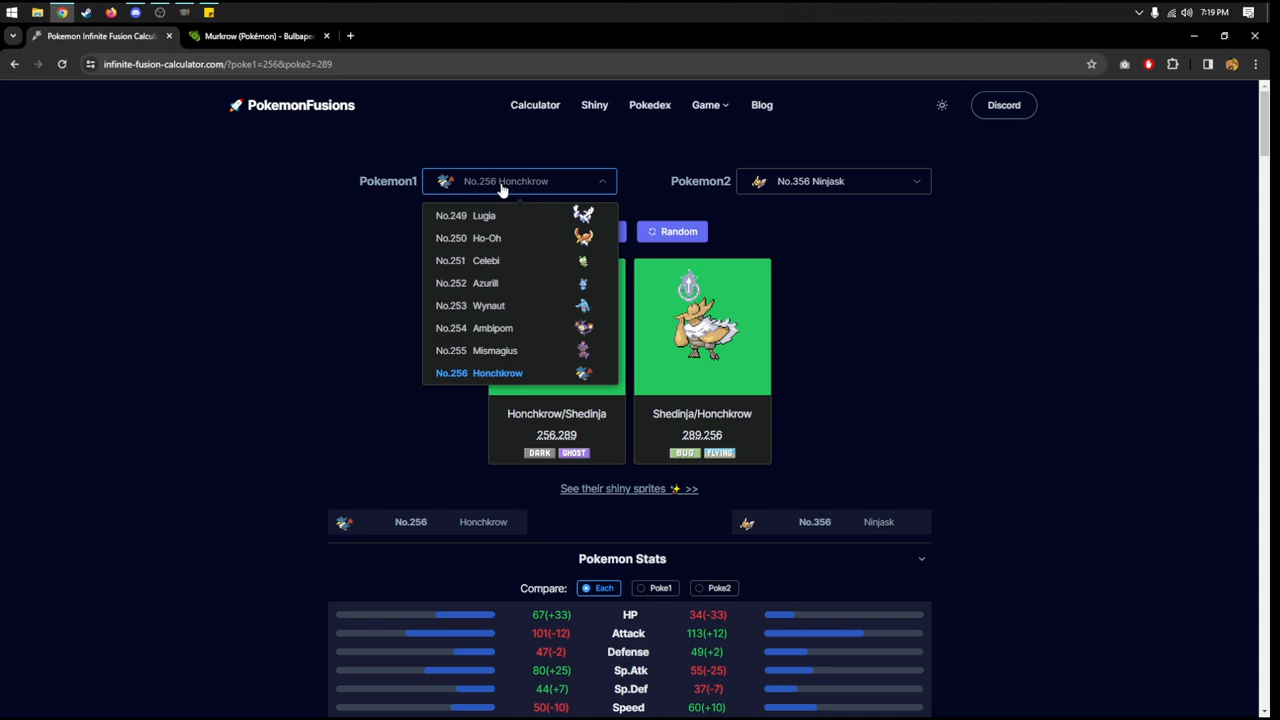 7:19 PM
Pokemon Infinite Fusion Calcula
Murkrow (Pokémon) - Bulbape
infinite-fusion-calculator.com/?poke1=256&poke2=289
PokemonFusions
Calculator
Shiny
Pokedex
Game
Blog
Discord
Pokemon1
No.256 Honchkrow
Pokemon2
No.356 Ninjask
No.249 Lugia
No.250 Ho-Oh
No.251 Celebi
No.252 Azurill
No.253 Wynaut
No.254 Ambipom
No.255 Mismagius
No.256 Honchkrow
Random
Honchkrow/Shedinja
256.289
DARK GHOST
Shedinja/Honchkrow
289.256
BUG FLYING
See their shiny sprites ✨ >>
No.256 Honchkrow
No.356 Ninjask
Pokemon Stats
Compare: Each Poke1 Poke2
67(+33) HP 34(-33)
101(-12) Attack 113(+12)
47(-2) Defense 49(+2)
80(+25) Sp.Atk 55(-25)
44(+7) Sp.Def 37(-7)
50(-10) Speed 60(+10)